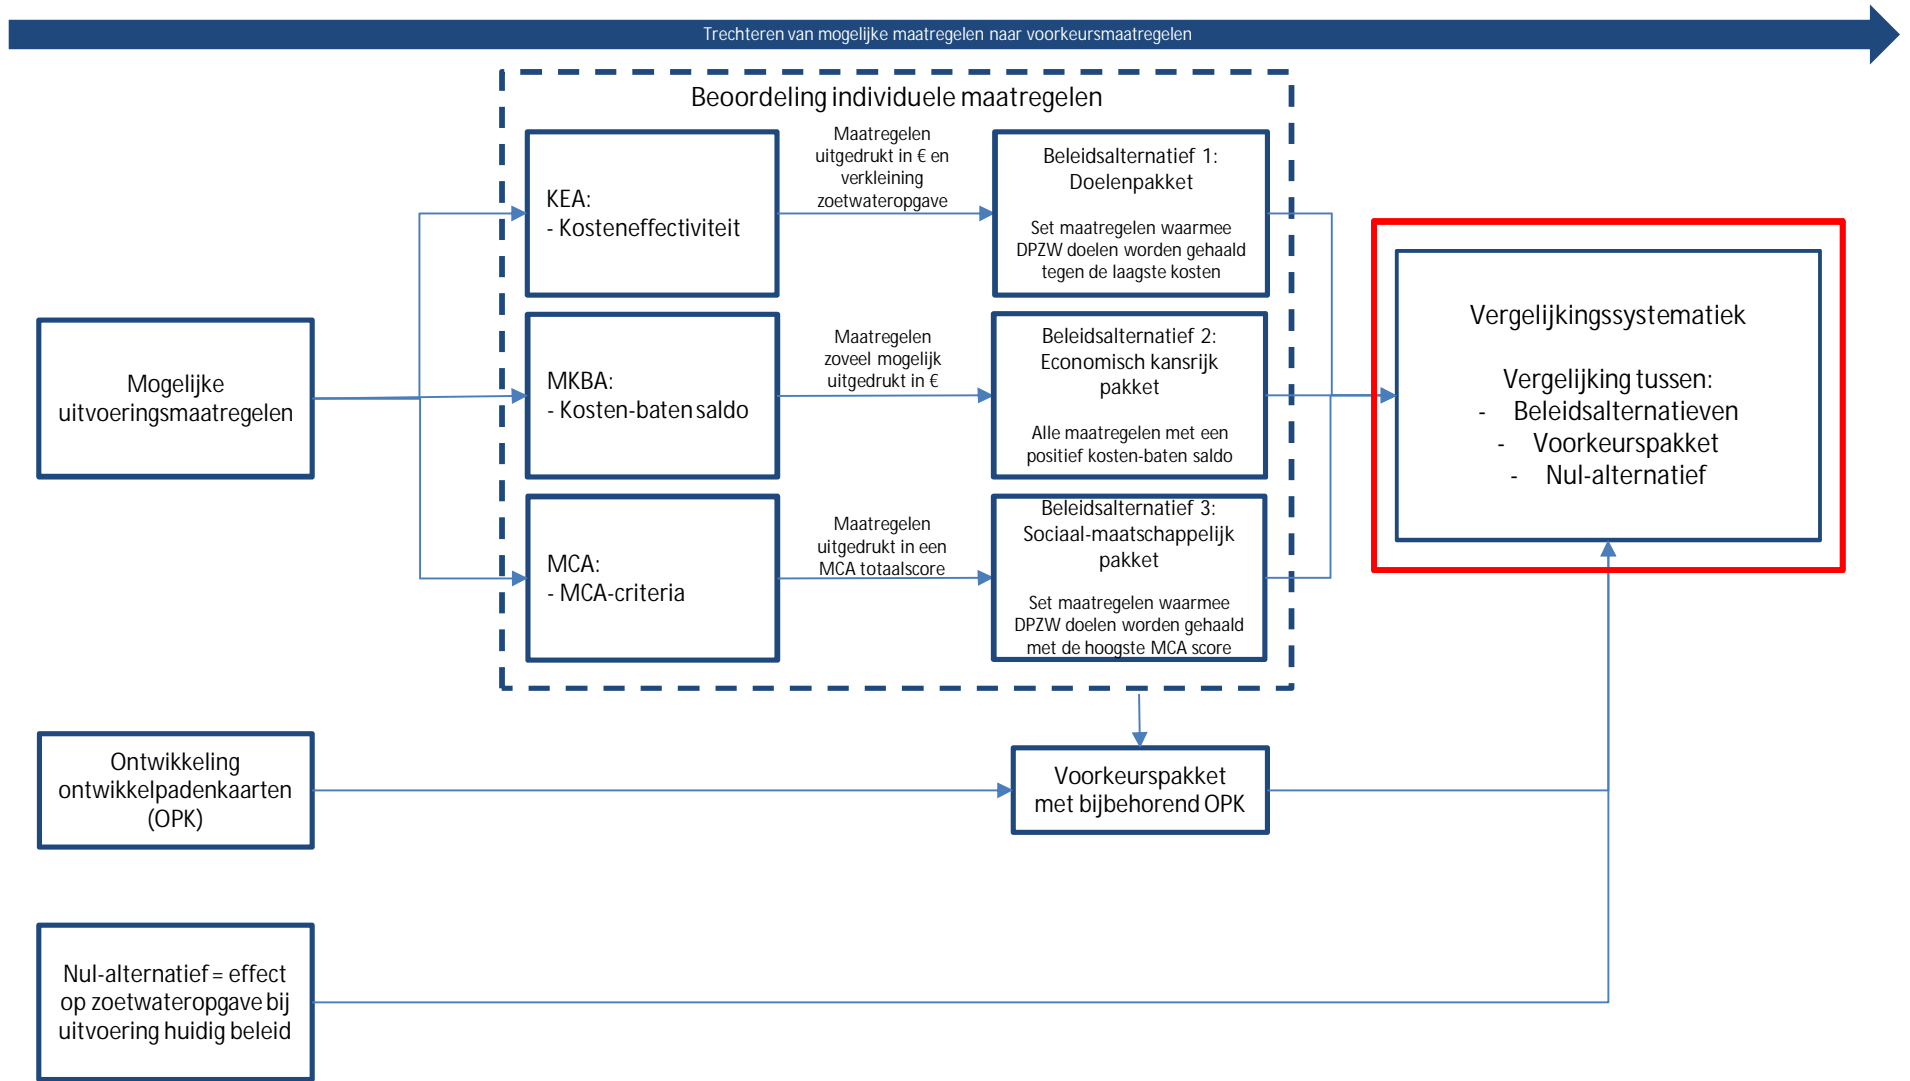 Trechteren van mogelijke maatregelen naar voorkeursmaatregelen
Beoordeling individuele maatregelen
Mogelijke
uitvoeringsmaatregelen
KEA:
- Kosteneffectiviteit
Maatregelen
uitgedrukt in € en
verkleining
zoetwateropgave
Beleidsalternatief 1:
Doelenpakket
Set maatregelen waarmee
DPZW doelen worden gehaald
tegen de laagste kosten
MKBA:
- Kosten-baten saldo
Maatregelen
zoveel mogelijk
uitgedrukt in €
Beleidsalternatief 2:
Economisch kansrijk
pakket
Alle maatregelen met een
positief kosten-baten saldo
MCA:
- MCA-criteria
Maatregelen
uitgedrukt in een
MCA totaalscore
Beleidsalternatief 3:
Sociaal-maatschappelijk
pakket
Set maatregelen waarmee
DPZW doelen worden gehaald
met de hoogste MCA score
Vergelijkingssystematiek
Vergelijking tussen:
- Beleidsalternatieven
- Voorkeurspakket
- Nul-alternatief
Ontwikkeling
ontwikkelpadenkaarten
(OPK)
Voorkeurspakket
met bijbehorend OPK
Nul-alternatief = effect
op zoetwateropgave bij
uitvoering huidig beleid